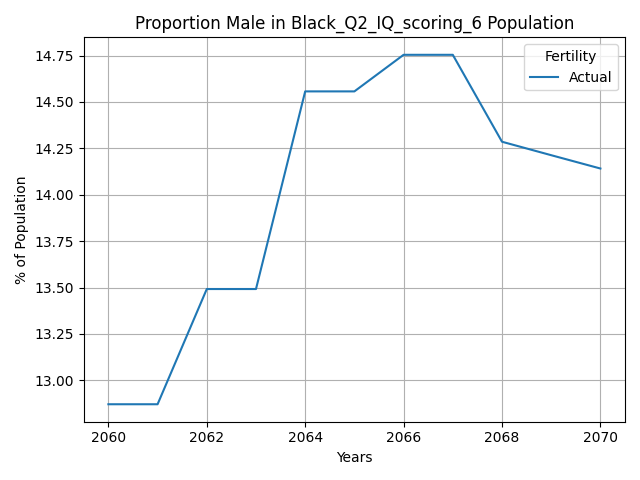 Proportion Male in Black_Q2_IQ_scoring_6 Population
Fertility
Actual
% of Population
14.75
14.50
14.25
14.00
13.75
13.50
13.25
13.00
2060 2062 2064 2066 2068 2070
Years